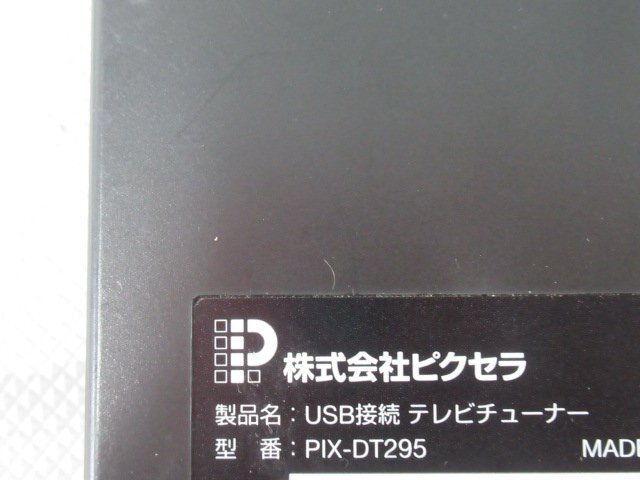 株式会社ピクセラ
製品名：USB接続 テレビチューナー
型　番：PIX-DT295 MADE